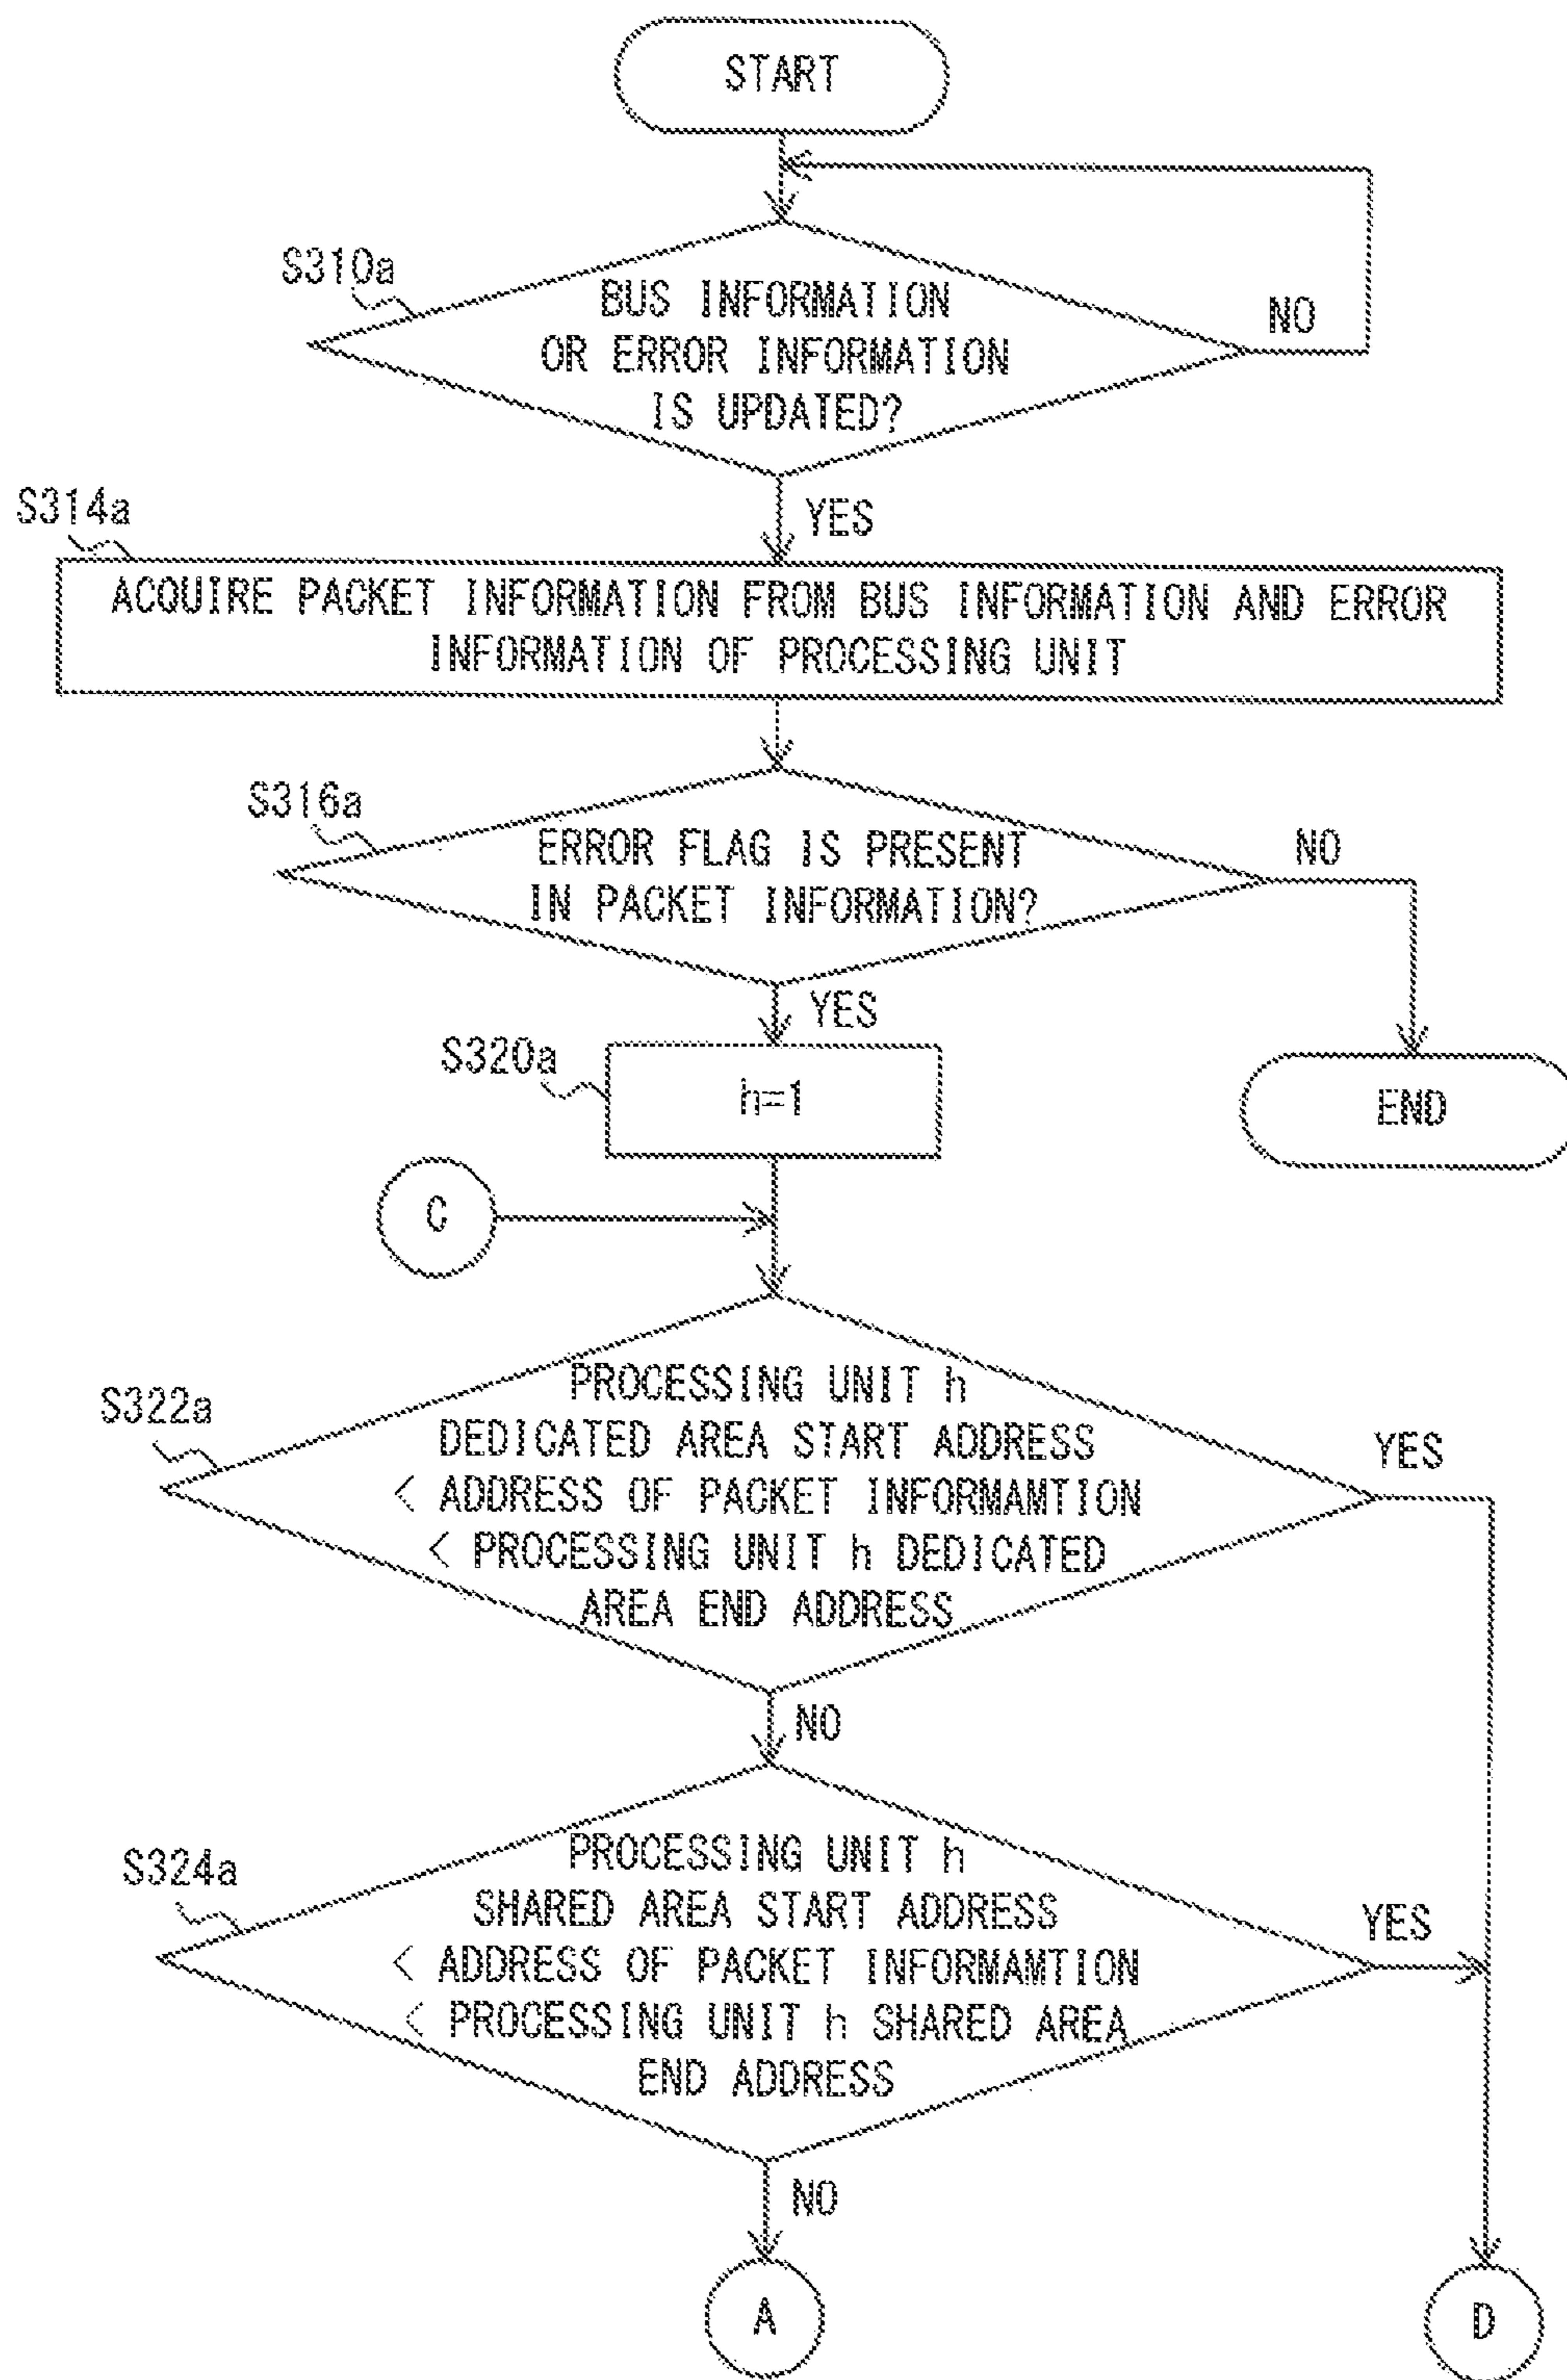 START
S310a
BUS INFORMATION
OR ERROR INFORMATION
IS UPDATED?
NO
YES
S314a
ACQUIRE PACKET INFORMATION FROM BUS INFORMATION AND ERROR
INFORMATION OF PROCESSING UNIT
S316a
ERROR FLAG IS PRESENT
IN PACKET INFORMATION?
NO
YES
S320a
h=1
END
C
S322a
PROCESSING UNIT h
DEDICATED AREA START ADDRESS
< ADDRESS OF PACKET INFORMAMTION
< PROCESSING UNIT h DEDICATED
AREA END ADDRESS
YES
NO
S324a
PROCESSING UNIT h
SHARED AREA START ADDRESS
< ADDRESS OF PACKET INFORMAMTION
< PROCESSING UNIT h SHARED AREA
END ADDRESS
YES
NO
A
D